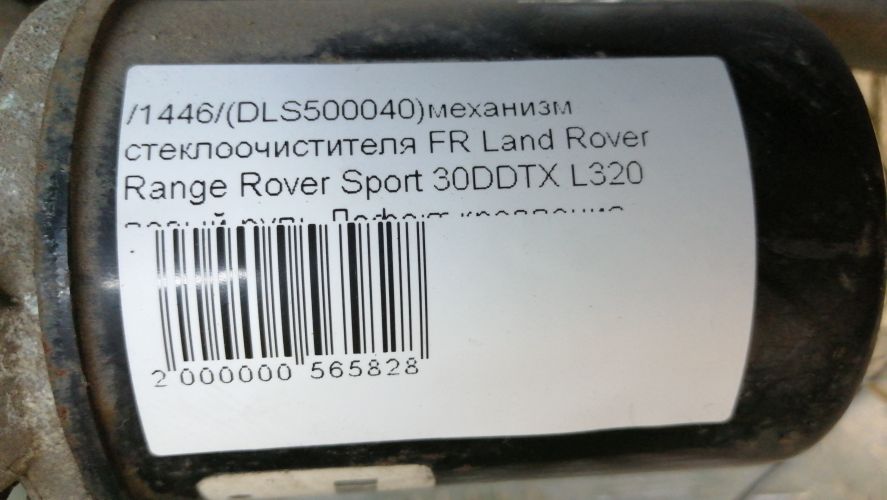 /1446/(DLS500040)механизм
стеклоочистителя FR Land Rover
Range Rover Sport 30DDTX L320
2 000000 565828